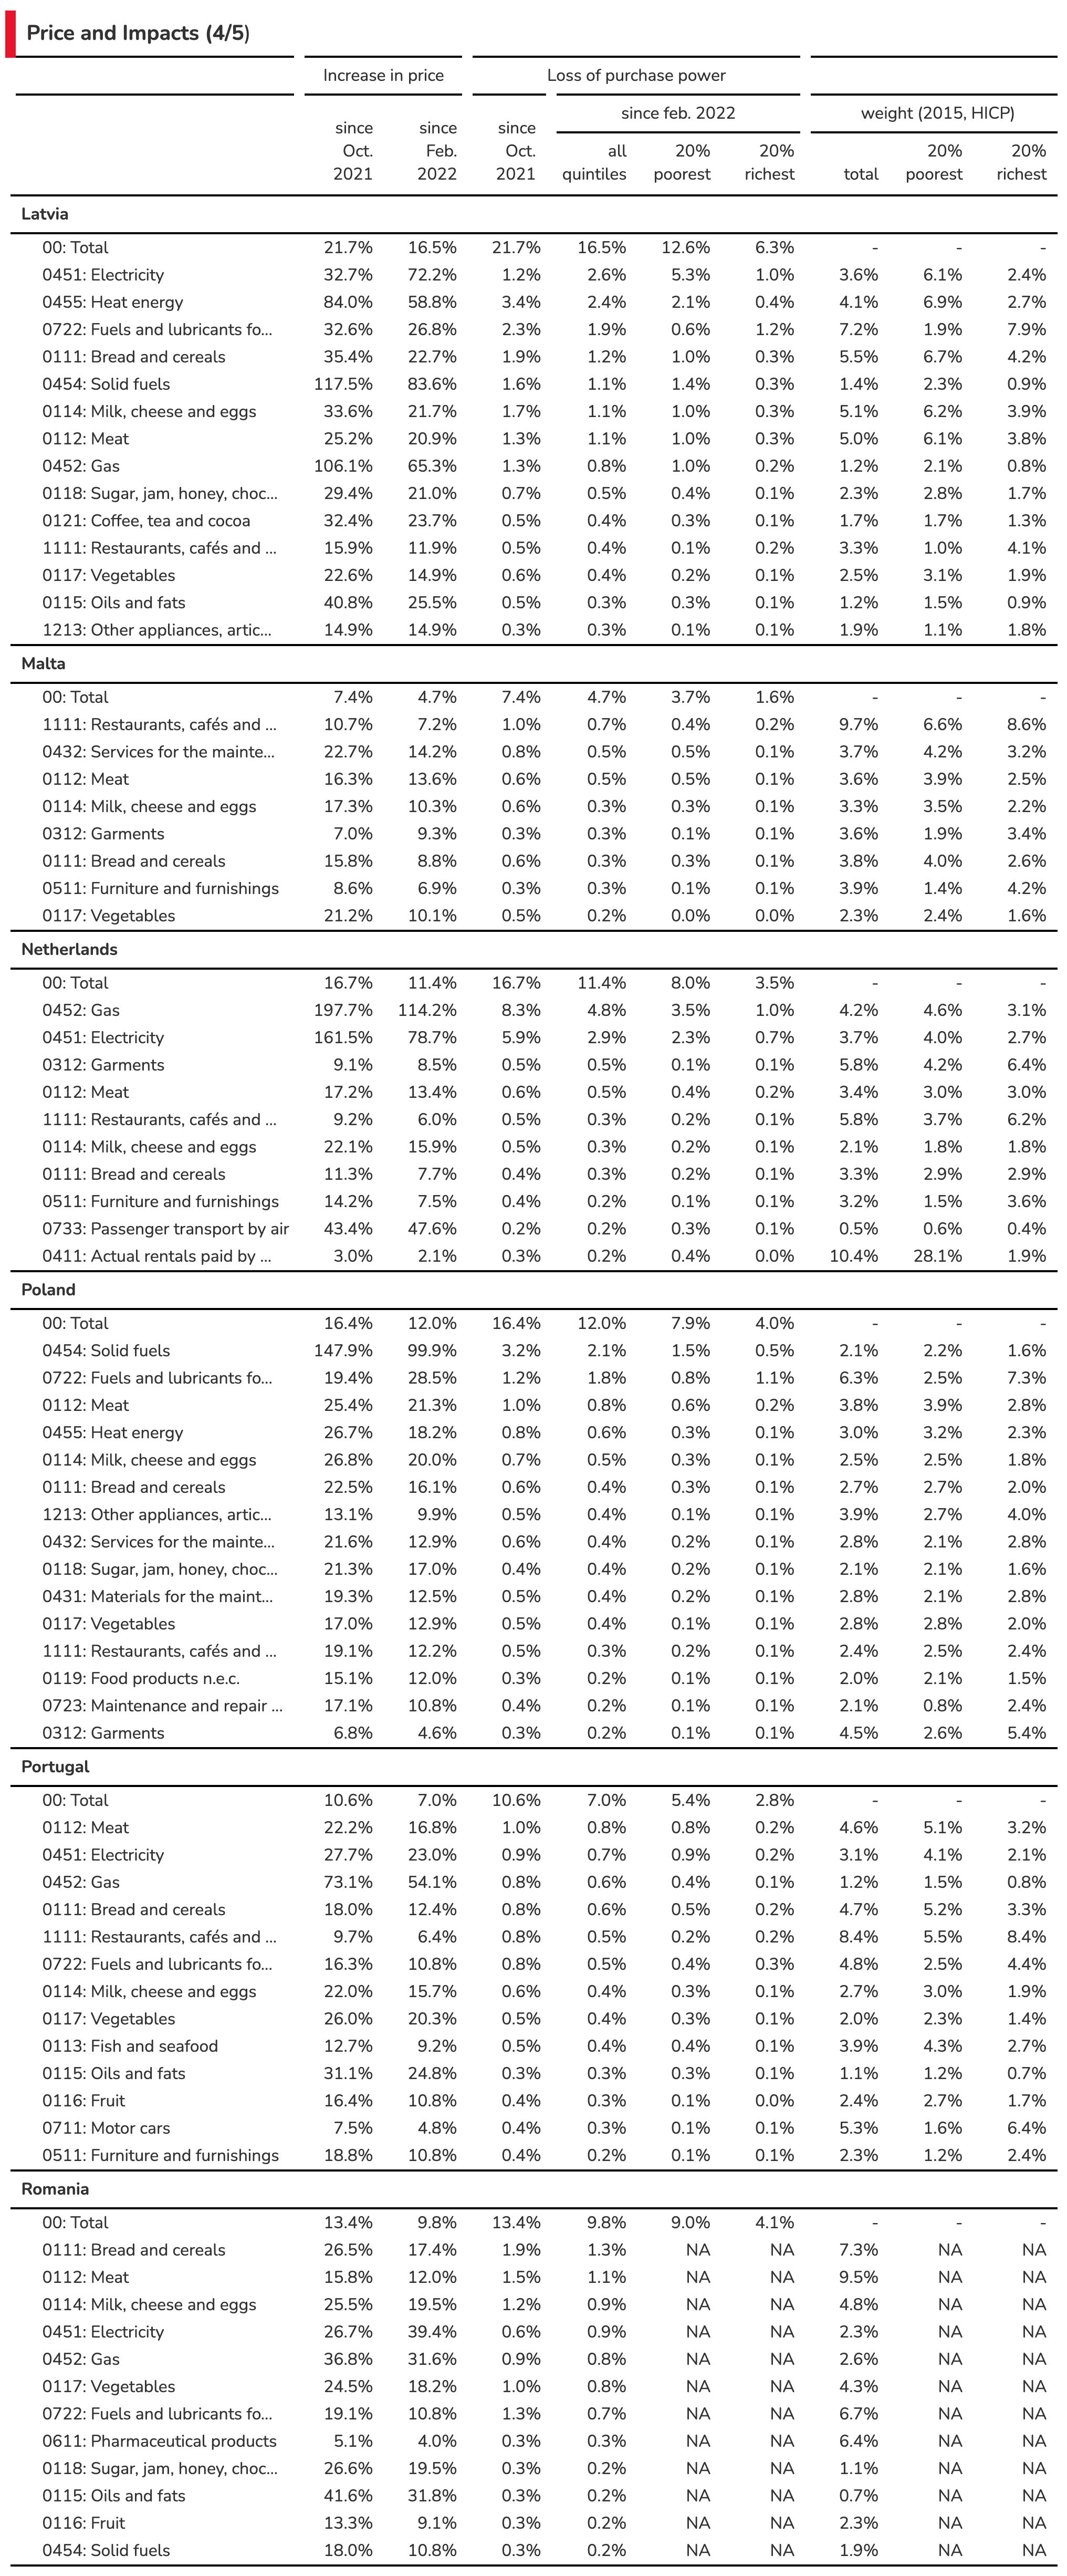 Price and Impacts (4/5)
Increase in price Loss of purchase power
since feb. 2022 weight (2015, HICP)
since since since
Oct. Feb. Oct. all 20% 20% 20% 20%
2021 2022 2021 quintiles poorest richest total poorest richest
Latvia
00: Total 21.7% 16.5% 21.7% 16.5% 12.6% 6.3% - - -
0451: Electricity 32.7% 72.2% 1.2% 2.6% 5.3% 1.0% 3.6% 6.1% 2.4%
0455: Heat energy 84.0% 58.8% 3.4% 2.4% 2.1% 0.4% 4.1% 6.9% 2.7%
0722: Fuels and lubricants fo... 32.6% 26.8% 2.3% 1.9% 0.6% 1.2% 7.2% 1.9% 7.9%
0111: Bread and cereals 35.4% 22.7% 1.9% 1.2% 1.0% 0.3% 5.5% 6.7% 4.2%
0454: Solid fuels 117.5% 83.6% 1.6% 1.1% 1.4% 0.3% 1.4% 2.3% 0.9%
0114: Milk, cheese and eggs 33.6% 21.7% 1.7% 1.1% 1.0% 0.3% 5.1% 6.2% 3.9%
0112: Meat 25.2% 20.9% 1.3% 1.1% 1.0% 0.3% 5.0% 6.1% 3.8%
0452: Gas 106.1% 65.3% 1.3% 0.8% 1.0% 0.2% 1.2% 2.1% 0.8%
0118: Sugar, jam, honey, choc... 29.4% 21.0% 0.7% 0.5% 0.4% 0.1% 2.3% 2.8% 1.7%
0121: Coffee, tea and cocoa 32.4% 23.7% 0.5% 0.4% 0.3% 0.1% 1.7% 1.7% 1.3%
1111: Restaurants, cafés and ... 15.9% 11.9% 0.5% 0.4% 0.1% 0.2% 3.3% 1.0% 4.1%
0117: Vegetables 22.6% 14.9% 0.6% 0.4% 0.2% 0.1% 2.5% 3.1% 1.9%
0115: Oils and fats 40.8% 25.5% 0.5% 0.3% 0.3% 0.1% 1.2% 1.5% 0.9%
1213: Other appliances, artic... 14.9% 14.9% 0.3% 0.3% 0.1% 0.1% 1.9% 1.1% 1.8%
Malta
00: Total 7.4% 4.7% 7.4% 4.7% 3.7% 1.6% - - -
1111: Restaurants, cafés and ... 10.7% 7.2% 1.0% 0.7% 0.4% 0.2% 9.7% 6.6% 8.6%
0432: Services for the mainte... 22.7% 14.2% 0.8% 0.5% 0.5% 0.1% 3.7% 4.2% 3.2%
0112: Meat 16.3% 13.6% 0.6% 0.5% 0.5% 0.1% 3.6% 3.9% 2.5%
0114: Milk, cheese and eggs 17.3% 10.3% 0.6% 0.3% 0.3% 0.1% 3.3% 3.5% 2.2%
0312: Garments 7.0% 9.3% 0.3% 0.3% 0.1% 0.1% 3.6% 1.9% 3.4%
0111: Bread and cereals 15.8% 8.8% 0.6% 0.3% 0.3% 0.1% 3.8% 4.0% 2.6%
0511: Furniture and furnishings 8.6% 6.9% 0.3% 0.3% 0.1% 0.1% 3.9% 1.4% 4.2%
0117: Vegetables 21.2% 10.1% 0.5% 0.2% 0.0% 0.0% 2.3% 2.4% 1.6%
Netherlands
00: Total 16.7% 11.4% 16.7% 11.4% 8.0% 3.5% - - -
0452: Gas 197.7% 114.2% 8.3% 4.8% 3.5% 1.0% 4.2% 4.6% 3.1%
0451: Electricity 161.5% 78.7% 5.9% 2.9% 2.3% 0.7% 3.7% 4.0% 2.7%
0312: Garments 9.1% 8.5% 0.5% 0.5% 0.1% 0.1% 5.8% 4.2% 6.4%
0112: Meat 17.2% 13.4% 0.6% 0.5% 0.4% 0.2% 3.4% 3.0% 3.0%
1111: Restaurants, cafés and ... 9.2% 6.0% 0.5% 0.3% 0.2% 0.1% 5.8% 3.7% 6.2%
0114: Milk, cheese and eggs 22.1% 15.9% 0.5% 0.3% 0.2% 0.1% 2.1% 1.8% 1.8%
0111: Bread and cereals 11.3% 7.7% 0.4% 0.3% 0.2% 0.1% 3.3% 2.9% 2.9%
0511: Furniture and furnishings 14.2% 7.5% 0.4% 0.2% 0.1% 0.1% 3.2% 1.5% 3.6%
0733: Passenger transport by air 43.4% 47.6% 0.2% 0.2% 0.3% 0.1% 0.5% 0.6% 0.4%
0411: Actual rentals paid by ... 3.0% 2.1% 0.3% 0.2% 0.4% 0.0% 10.4% 28.1% 1.9%
Poland
00: Total 16.4% 12.0% 16.4% 12.0% 7.9% 4.0% - - -
0454: Solid fuels 147.9% 99.9% 3.2% 2.1% 1.5% 0.5% 2.1% 2.2% 1.6%
0722: Fuels and lubricants fo... 19.4% 28.5% 1.2% 1.8% 0.8% 1.1% 6.3% 2.5% 7.3%
0112: Meat 25.4% 21.3% 1.0% 0.8% 0.6% 0.2% 3.8% 3.9% 2.8%
0455: Heat energy 26.7% 18.2% 0.8% 0.6% 0.3% 0.1% 3.0% 3.2% 2.3%
0114: Milk, cheese and eggs 26.8% 20.0% 0.7% 0.5% 0.3% 0.1% 2.5% 2.5% 1.8%
0111: Bread and cereals 22.5% 16.1% 0.6% 0.4% 0.3% 0.1% 2.7% 2.7% 2.0%
1213: Other appliances, artic... 13.1% 9.9% 0.5% 0.4% 0.1% 0.1% 3.9% 2.7% 4.0%
0432: Services for the mainte... 21.6% 12.9% 0.6% 0.4% 0.2% 0.1% 2.8% 2.1% 2.8%
0118: Sugar, jam, honey, choc... 21.3% 17.0% 0.4% 0.4% 0.2% 0.1% 2.1% 2.1% 1.6%
0431: Materials for the maint... 19.3% 12.5% 0.5% 0.4% 0.2% 0.1% 2.8% 2.1% 2.8%
0117: Vegetables 17.0% 12.9% 0.5% 0.4% 0.1% 0.1% 2.8% 2.8% 2.0%
1111: Restaurants, cafés and ... 19.1% 12.2% 0.5% 0.3% 0.2% 0.1% 2.4% 2.5% 2.4%
0119: Food products n.e.c. 15.1% 12.0% 0.3% 0.2% 0.1% 0.1% 2.0% 2.1% 1.5%
0723: Maintenance and repair ... 17.1% 10.8% 0.4% 0.2% 0.1% 0.1% 2.1% 0.8% 2.4%
0312: Garments 6.8% 4.6% 0.3% 0.2% 0.1% 0.1% 4.5% 2.6% 5.4%
Portugal
00: Total 10.6% 7.0% 10.6% 7.0% 5.4% 2.8% - - -
0112: Meat 22.2% 16.8% 1.0% 0.8% 0.8% 0.2% 4.6% 5.1% 3.2%
0451: Electricity 27.7% 23.0% 0.9% 0.7% 0.9% 0.2% 3.1% 4.1% 2.1%
0452: Gas 73.1% 54.1% 0.8% 0.6% 0.4% 0.1% 1.2% 1.5% 0.8%
0111: Bread and cereals 18.0% 12.4% 0.8% 0.6% 0.5% 0.2% 4.7% 5.2% 3.3%
1111: Restaurants, cafés and ... 9.7% 6.4% 0.8% 0.5% 0.2% 0.2% 8.4% 5.5% 8.4%
0722: Fuels and lubricants fo... 16.3% 10.8% 0.8% 0.5% 0.4% 0.3% 4.8% 2.5% 4.4%
0114: Milk, cheese and eggs 22.0% 15.7% 0.6% 0.4% 0.3% 0.1% 2.7% 3.0% 1.9%
0117: Vegetables 26.0% 20.3% 0.5% 0.4% 0.3% 0.1% 2.0% 2.3% 1.4%
0113: Fish and seafood 12.7% 9.2% 0.5% 0.4% 0.4% 0.1% 3.9% 4.3% 2.7%
0115: Oils and fats 31.1% 24.8% 0.3% 0.3% 0.3% 0.1% 1.1% 1.2% 0.7%
0116: Fruit 16.4% 10.8% 0.4% 0.3% 0.1% 0.0% 2.4% 2.7% 1.7%
0711: Motor cars 7.5% 4.8% 0.4% 0.3% 0.1% 0.1% 5.3% 1.6% 6.4%
0511: Furniture and furnishings 18.8% 10.8% 0.4% 0.2% 0.1% 0.1% 2.3% 1.2% 2.4%
Romania
00: Total 13.4% 9.8% 13.4% 9.8% 9.0% 4.1% - - -
0111: Bread and cereals 26.5% 17.4% 1.9% 1.3% NA NA 7.3% NA NA
0112: Meat 15.8% 12.0% 1.5% 1.1% NA NA 9.5% NA NA
0114: Milk, cheese and eggs 25.5% 19.5% 1.2% 0.9% NA NA 4.8% NA NA
0451: Electricity 26.7% 39.4% 0.6% 0.9% NA NA 2.3% NA NA
0452: Gas 36.8% 31.6% 0.9% 0.8% NA NA 2.6% NA NA
0117: Vegetables 24.5% 18.2% 1.0% 0.8% NA NA 4.3% NA NA
0722: Fuels and lubricants fo... 19.1% 10.8% 1.3% 0.7% NA NA 6.7% NA NA
0611: Pharmaceutical products 5.1% 4.0% 0.3% 0.3% NA NA 6.4% NA NA
0118: Sugar, jam, honey, choc... 26.6% 19.5% 0.3% 0.2% NA NA 1.1% NA NA
0115: Oils and fats 41.6% 31.8% 0.3% 0.2% NA NA 0.7% NA NA
0116: Fruit 13.3% 9.1% 0.3% 0.2% NA NA 2.3% NA NA
0454: Solid fuels 18.0% 10.8% 0.3% 0.2% NA NA 1.9% NA NA